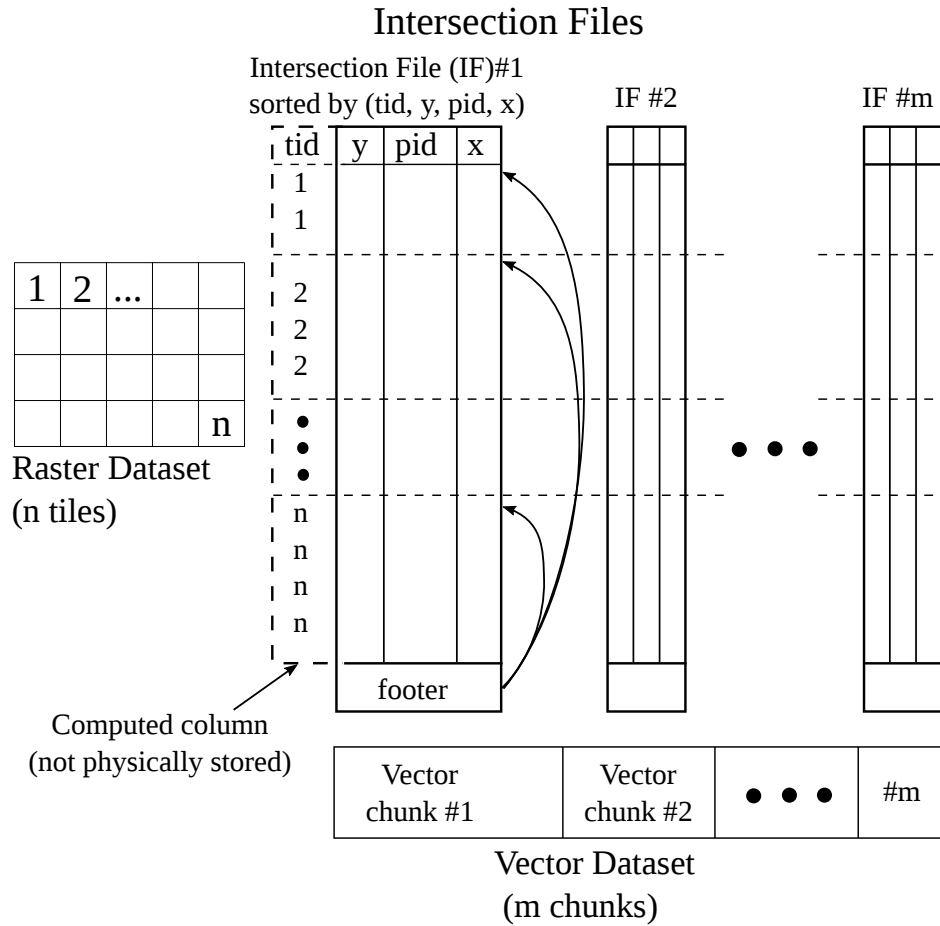 Intersection Files
Intersection File (IF)#1
sorted by (tid, y, pid, x)
IF #2
IF #m
tid y pid x
1
1
2
2
2
n
n
n
n
footer
1 2 ...
n
Raster Dataset
(n tiles)
Computed column
(not physically stored)
Vector
chunk #1
Vector
chunk #2
#m
Vector Dataset
(m chunks)